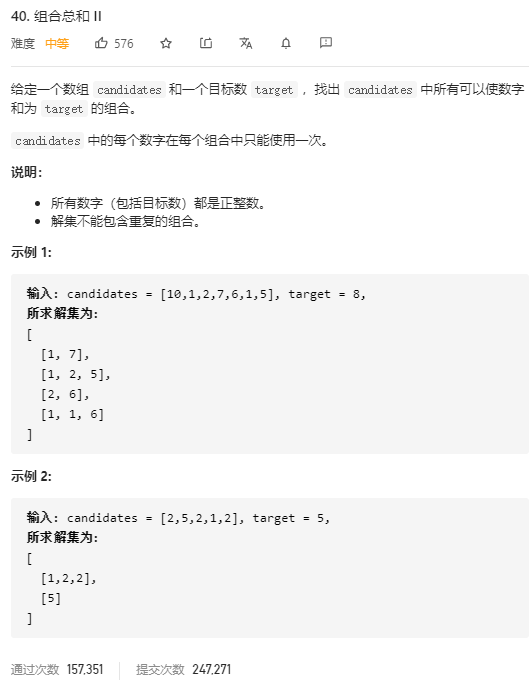 40. 组合总和 II
难度 中等 576
给定一个数组 candidates 和一个目标数 target ，找出 candidates 中所有可以使数字
和为 target 的组合。
candidates 中的每个数字在每个组合中只能使用一次。
说明：
所有数字（包括目标数）都是正整数。
解集不能包含重复的组合。
示例 1:
输入: candidates = [10,1,2,7,6,1,5], target = 8,
所求解集为:
[
[1, 7],
[1, 2, 5],
[2, 6],
[1, 1, 6]
]
示例 2:
输入: candidates = [2,5,2,1,2], target = 5,
所求解集为:
[
[1,2,2],
[5]
]
通过次数 157,351 提交次数 247,271